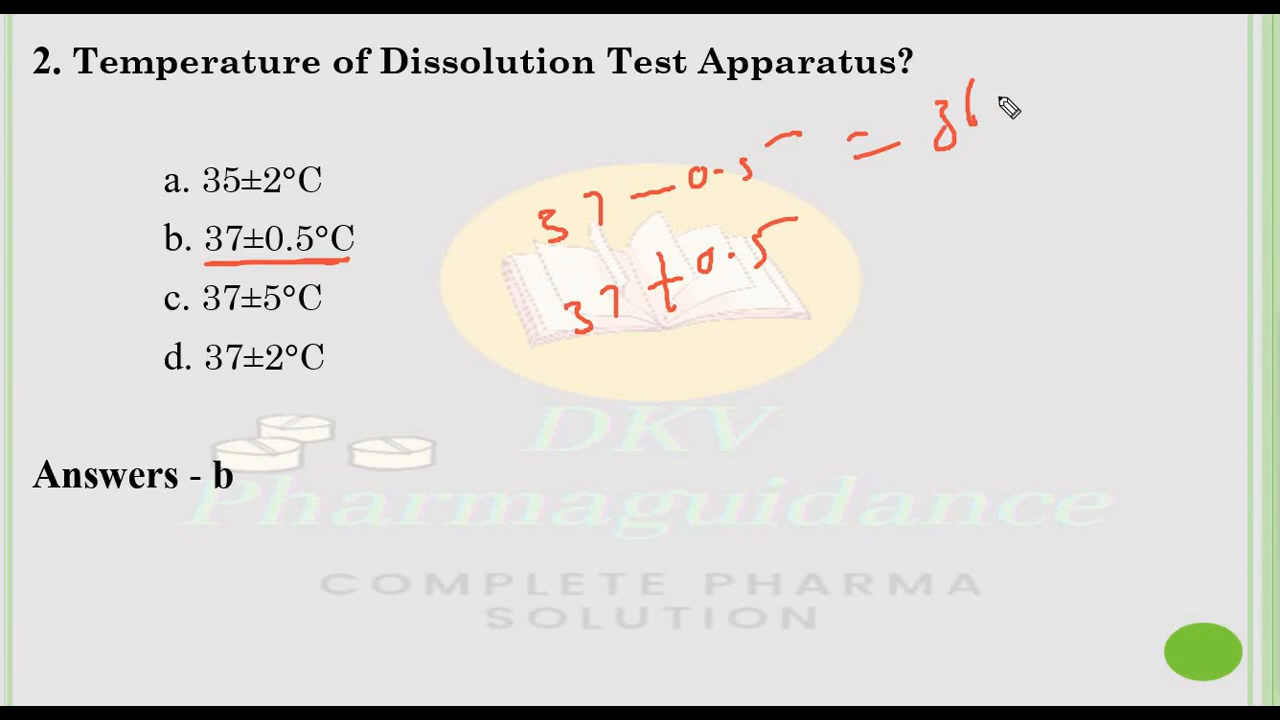 2. Temperature of Dissolution Test Apparatus?
a. 35±2°C
b. 37±0.5°C
c. 37±5°C
d. 37±2°C
37 - 0.5 = 36
37 + 0.5
Answers - b
DKV
Pharmaguidance
COMPLETE PHARMA
SOLUTION